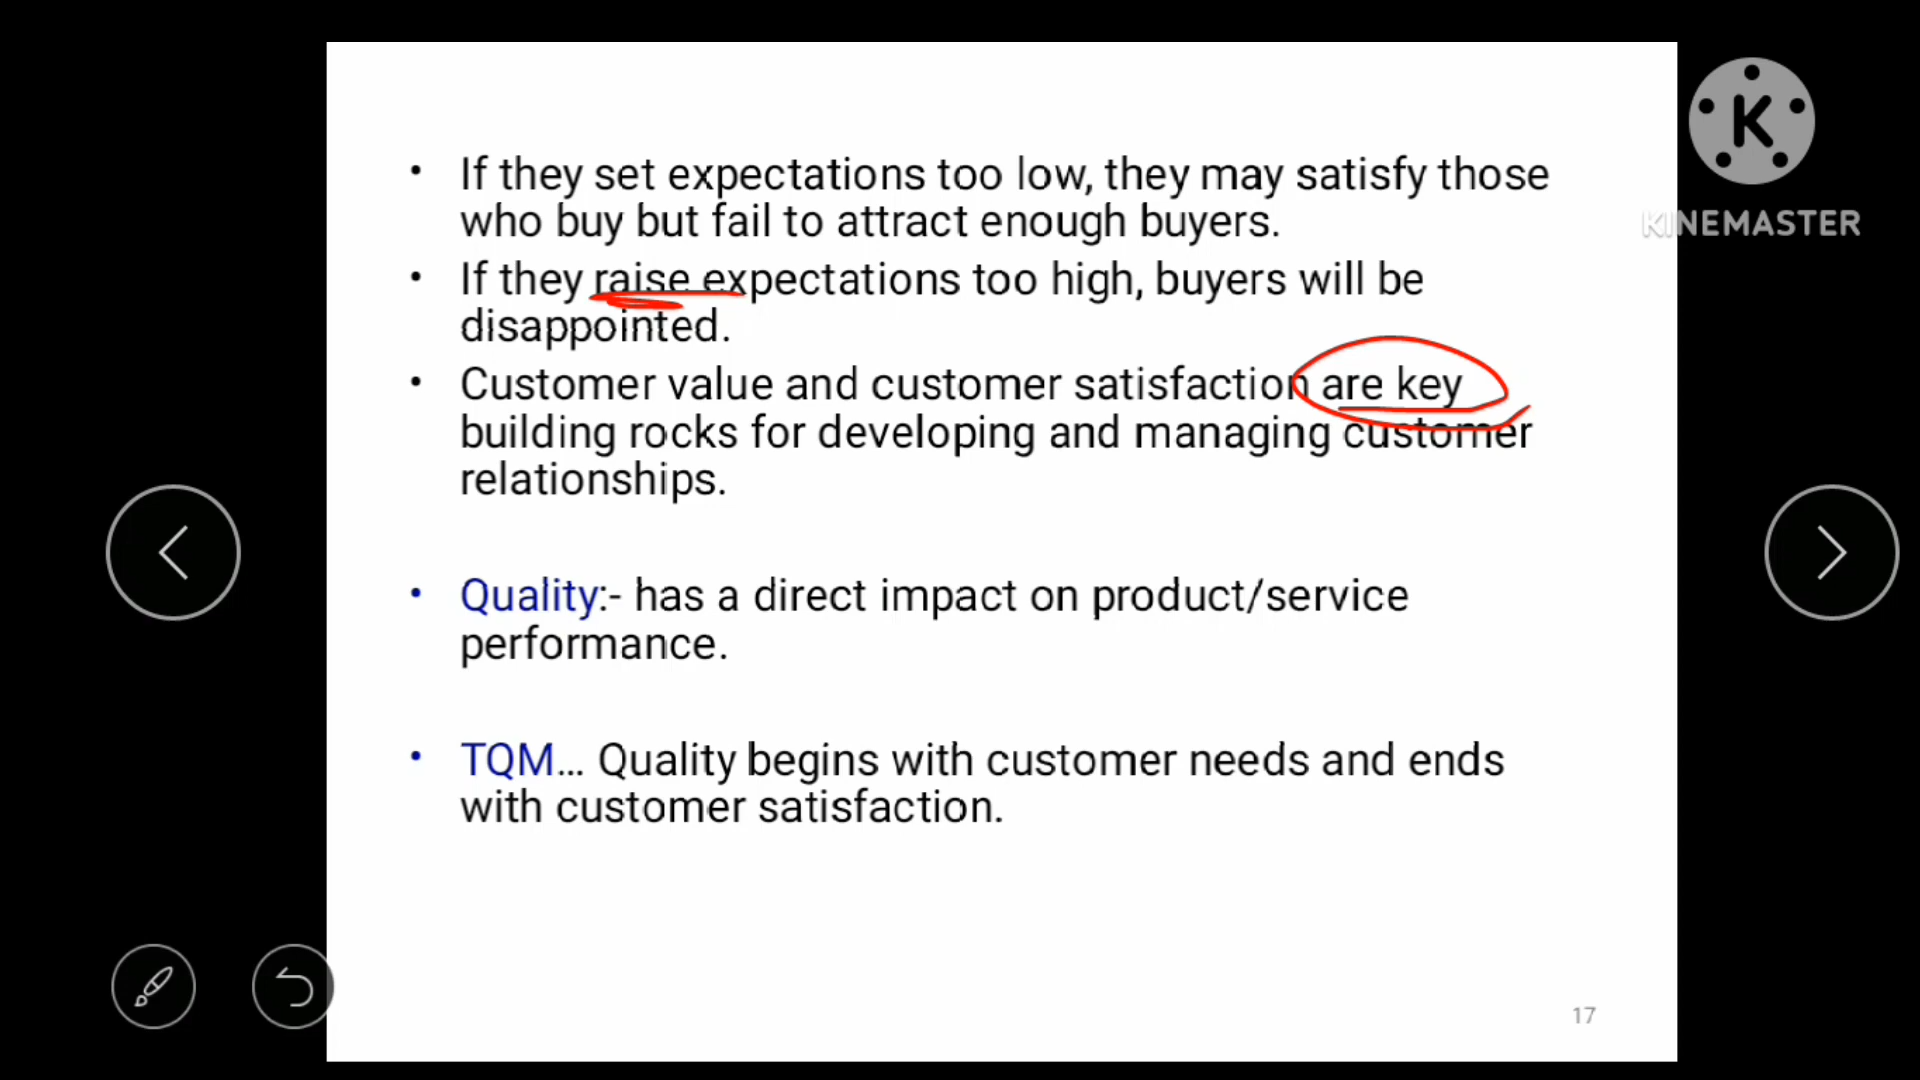 • If they set expectations too low, they may satisfy those
who buy but fail to attract enough buyers.
• If they raise expectations too high, buyers will be
disappointed.
• Customer value and customer satisfaction are key
building rocks for developing and managing customer
relationships.
• Quality:- has a direct impact on product/service
performance.
• TQM... Quality begins with customer needs and ends
with customer satisfaction.
17
K
KINEMASTER